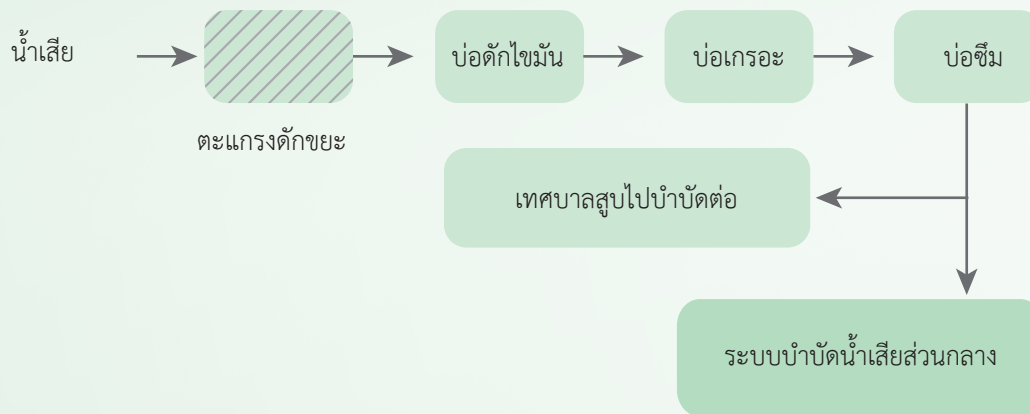 น้ำเสีย
บ่อดักไขมัน
บ่อเกรอะ
บ่อซึม
ตะแกรงดักขยะ
เทศบาลสูบไปบำบัดต่อ
ระบบบำบัดน้ำเสียส่วนกลาง